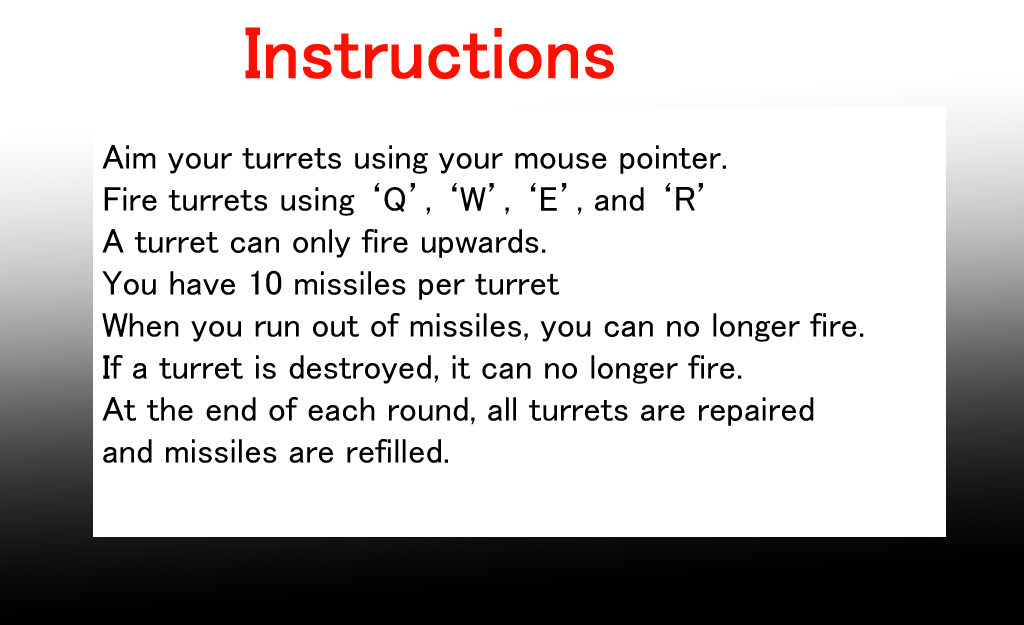 Instructions
Aim your turrets using your mouse pointer.
Fire turrets using ‘Q’, ‘W’, ‘E’, and ‘R’
A turret can only fire upwards.
You have 10 missiles per turret
When you run out of missiles, you can no longer fire.
If a turret is destroyed, it can no longer fire.
At the end of each round, all turrets are repaired
and missiles are refilled.